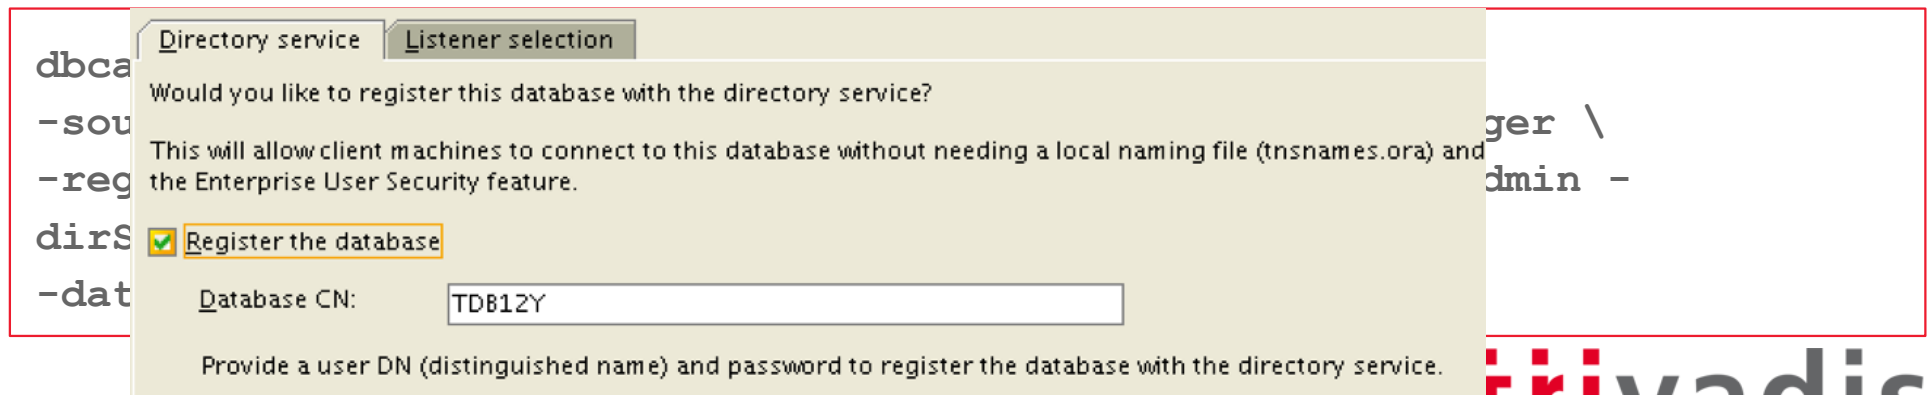 Directory service Listener selection
dbca
Would you like to register this database with the directory service?
-sou ger \
This will allow client machines to connect to this database without needing a local naming file (tnsnames.ora) and
-reg dmin -
the Enterprise User Security feature.
dirS
Register the database
-dat
Database CN: TDB12Y
Provide a user DN (distinguished name) and password to register the database with the directory service.
trivadis